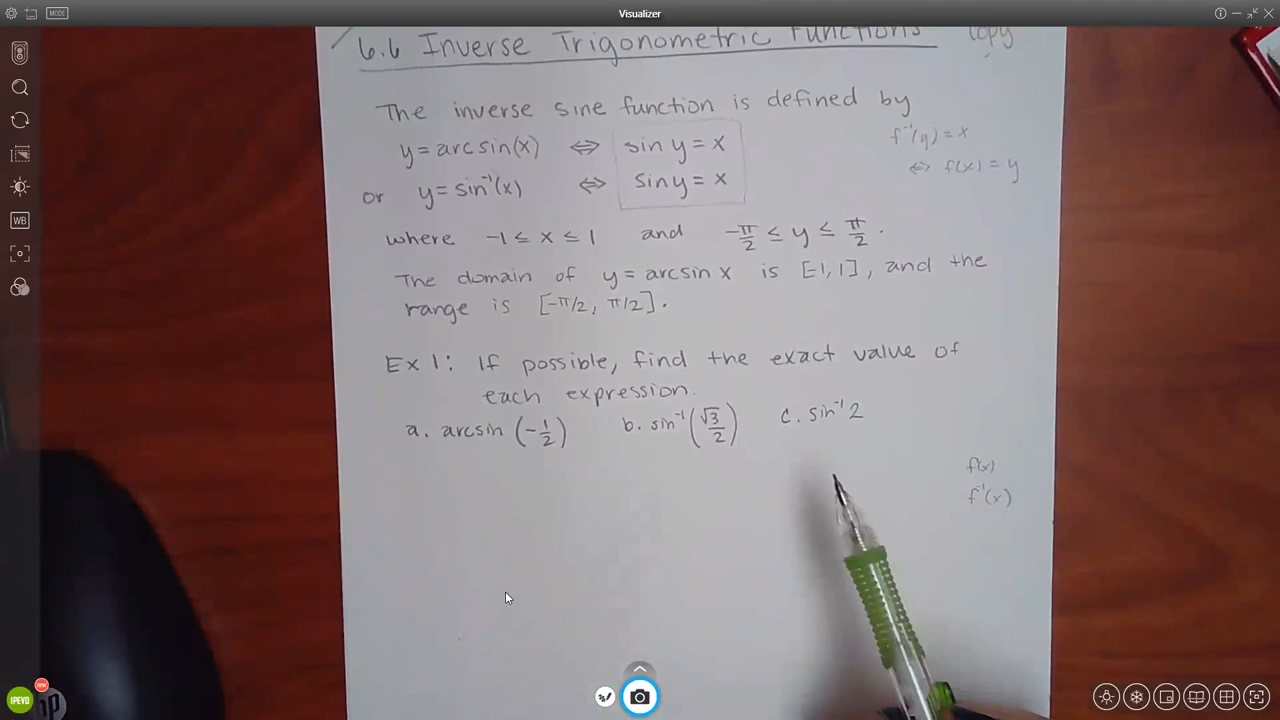 MODE
Visualizer
6.6 Inverse Trigonometric Functions copy
The inverse sine function is defined by
y = arcsin(x) ⇔ sin y = x
f⁻¹(y) = x
⇔ f(x) = y
or y = sin⁻¹(x) ⇔ sin y = x
where -1 ≤ x ≤ 1 and -π/2 ≤ y ≤ π/2.
The domain of y = arcsin x is [-1, 1], and the
range is [-π/2, π/2].
Ex 1: If possible, find the exact value of
each expression.
a. arcsin (-1/2) b. sin⁻¹(√3/2) c. sin⁻¹ 2
f(x)
f⁻¹(x)
WB
new
IPEVO
hp